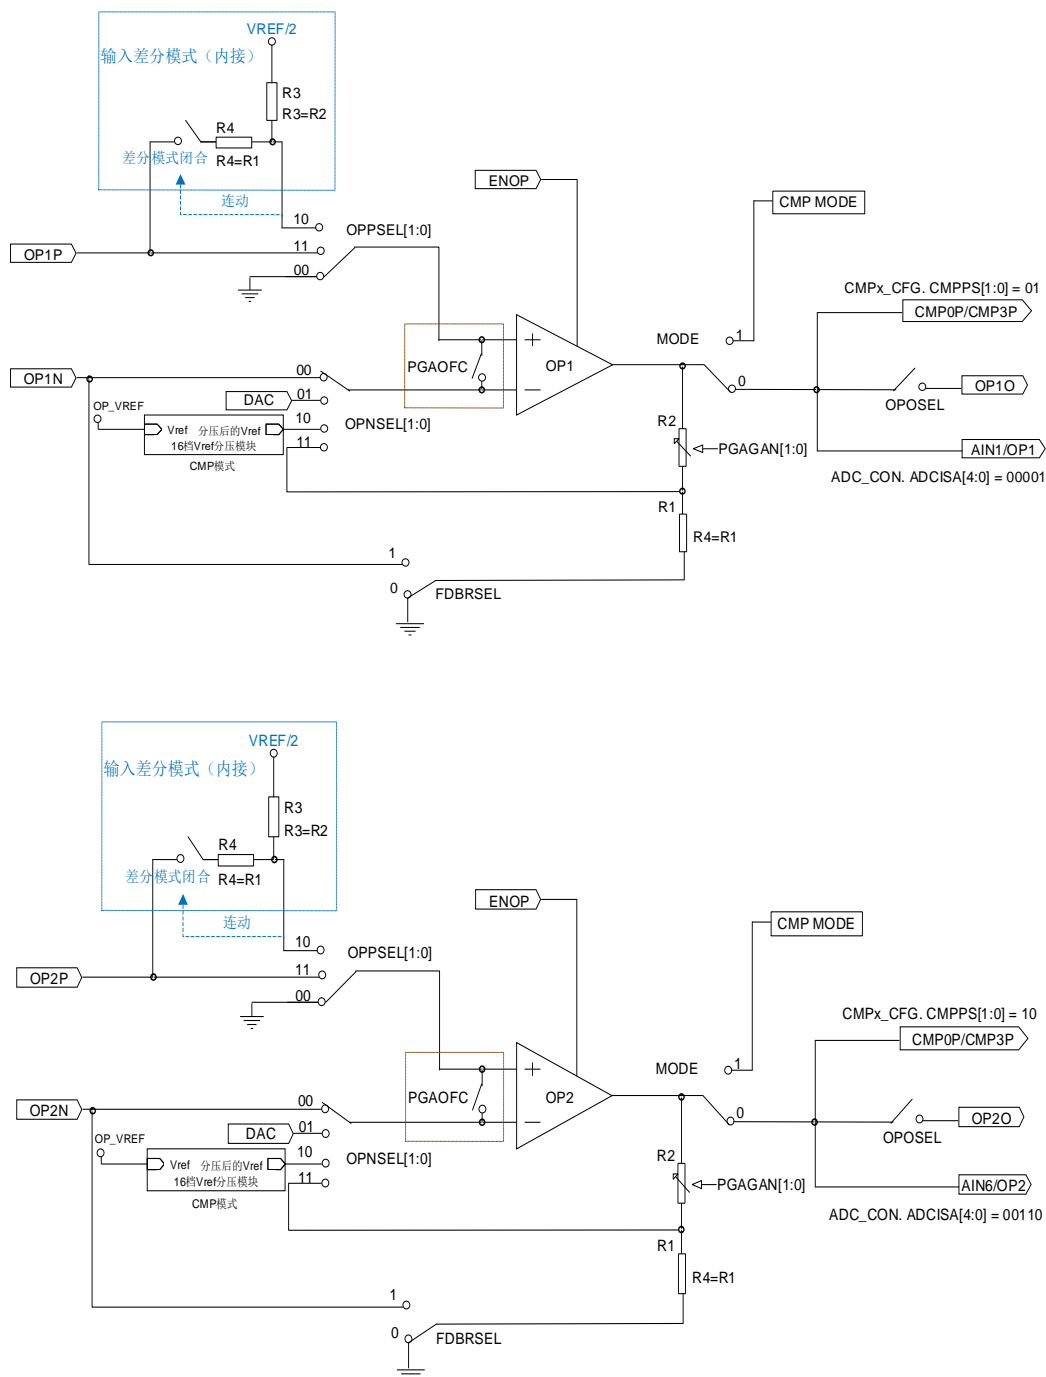 VREF/2
输入差分模式（内接）
R3
R3=R2
R4
差分模式闭合
R4=R1
连动
ENOP
CMP MODE
10
OPPSEL[1:0]
11
OP1P
00
CMPx_CFG. CMPPS[1:0] = 01
CMP0P/CMP3P
MODE
1
+
PGAOFC
OP1
−
00
OP1N
0
OP1O
OPOSEL
DAC
01
OP_VREF
10
OPNSEL[1:0]
Vref 分压后的Vref
16档Vref分压模块
11
CMP模式
R2
PGAGAN[1:0]
AIN1/OP1
ADC_CON. ADCISA[4:0] = 00001
R1
R4=R1
1
0
FDBRSEL
VREF/2
输入差分模式（内接）
R3
R3=R2
R4
差分模式闭合
R4=R1
连动
ENOP
CMP MODE
10
OPPSEL[1:0]
11
OP2P
00
CMPx_CFG. CMPPS[1:0] = 10
CMP0P/CMP3P
MODE
1
+
PGAOFC
OP2
−
00
OP2N
0
OP2O
OPOSEL
DAC
01
OP_VREF
10
OPNSEL[1:0]
Vref 分压后的Vref
16档Vref分压模块
11
CMP模式
R2
PGAGAN[1:0]
AIN6/OP2
ADC_CON. ADCISA[4:0] = 00110
R1
R4=R1
1
0
FDBRSEL